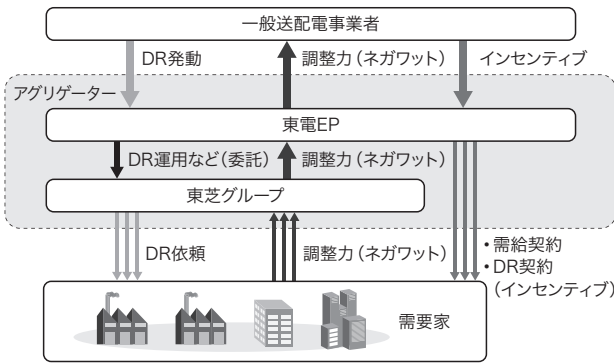 一般送配電事業者
DR発動
調整力（ネガワット）
インセンティブ
アグリゲーター
東電EP
DR運用など（委託）
調整力（ネガワット）
東芝グループ
DR依頼
調整力（ネガワット）
・需給契約
・DR契約
（インセンティブ）
需要家